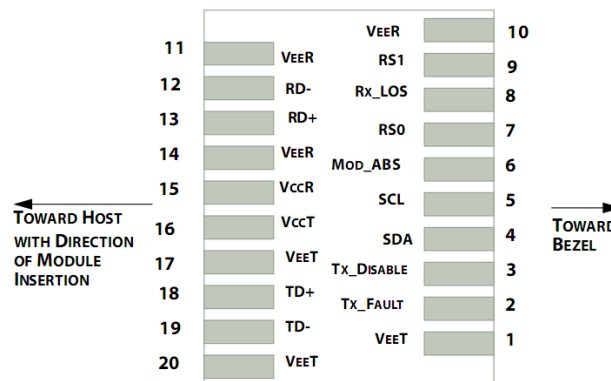 11 VEER
12 RD-
13 RD+
14 VEER
15 VCCR
16 VCCT
17 VEET
18 TD+
19 TD-
20 VEET
VEER 10
RS1 9
RX_LOS 8
RS0 7
MOD_ABS 6
SCL 5
SDA 4
TX_DISABLE 3
TX_FAULT 2
VEET 1
TOWARD HOST
WITH DIRECTION
OF MODULE
INSERTION
TOWARD
BEZEL